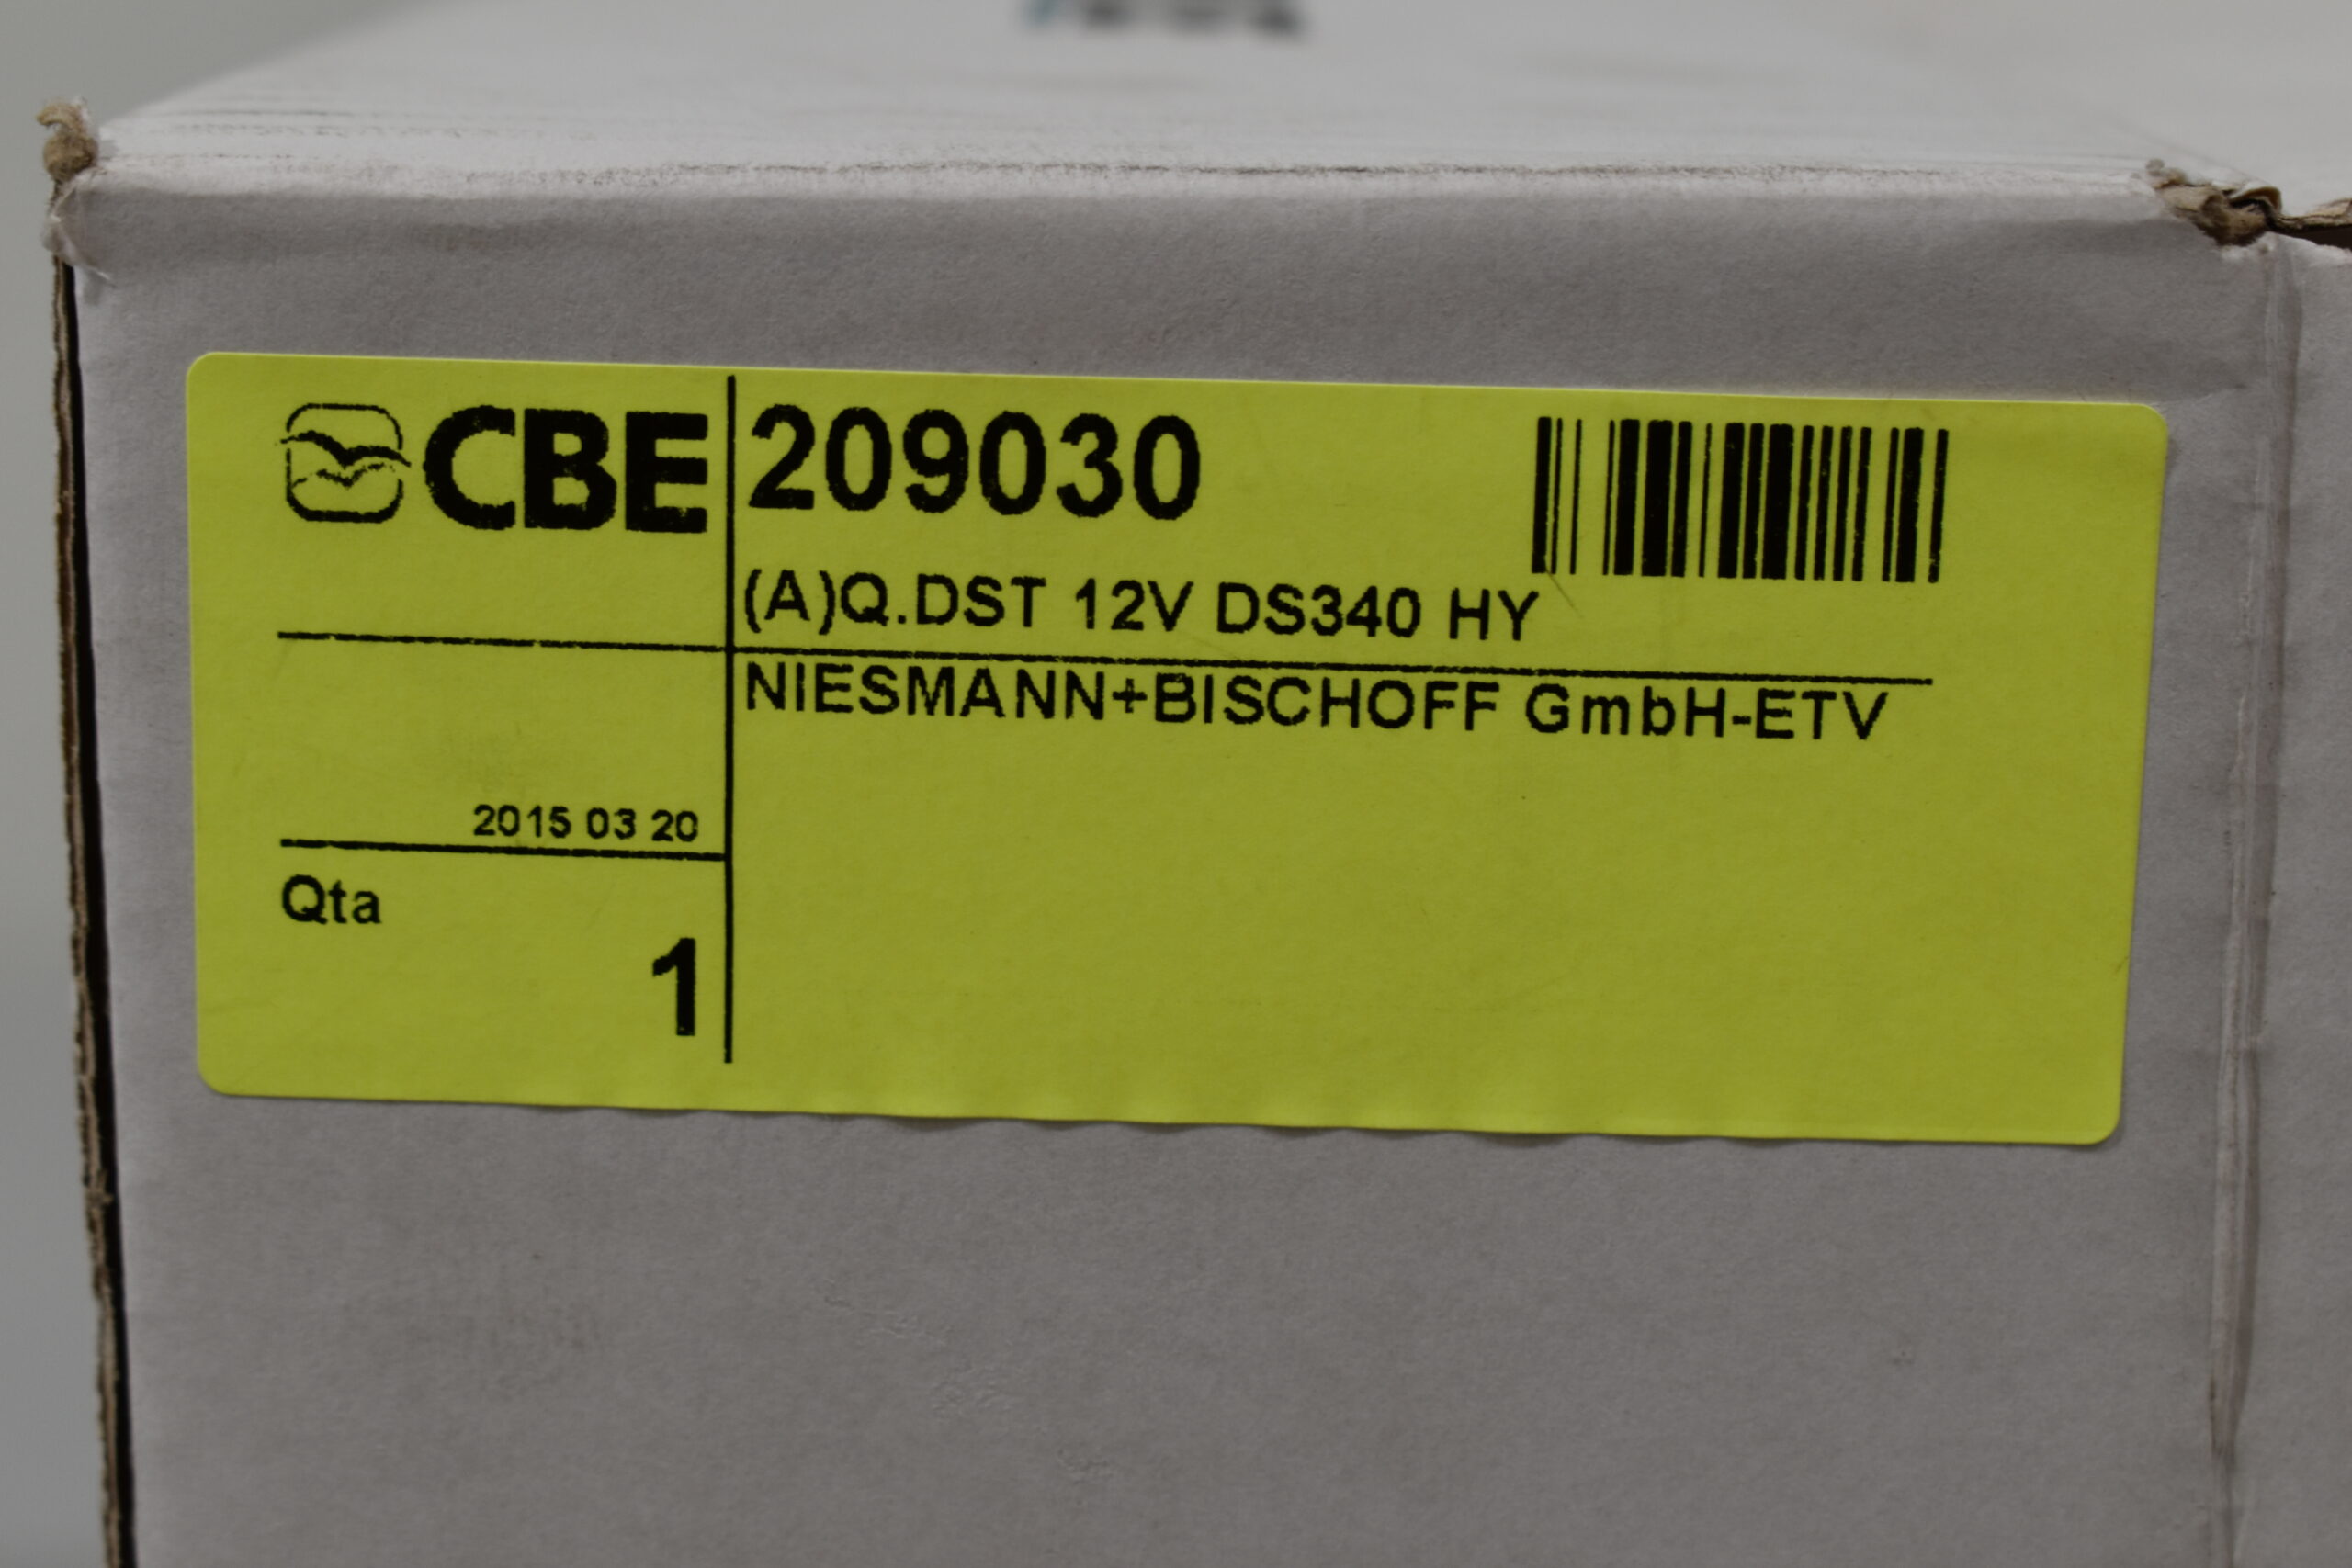 CBE
209030
(A)Q.DST 12V DS340 HY
NIESMANN+BISCHOFF GmbH-ETV
2015 03 20
Qta
1